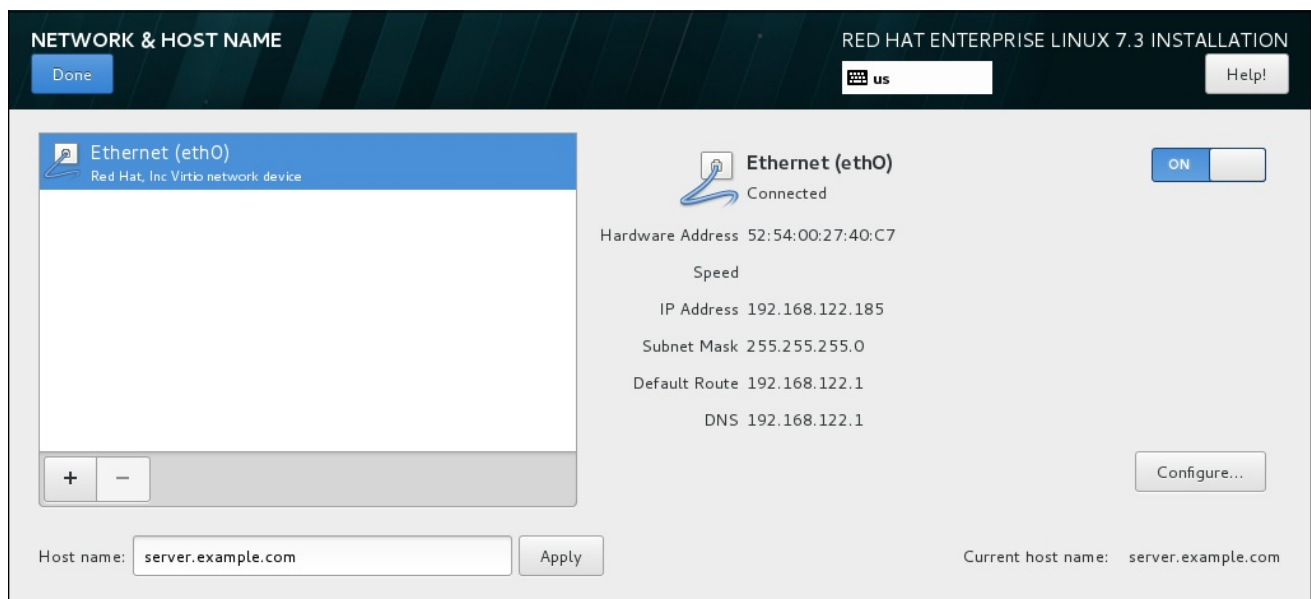 NETWORK & HOST NAME
RED HAT ENTERPRISE LINUX 7.3 INSTALLATION
Done
us
Help!
Ethernet (eth0)
Red Hat, Inc Virtio network device
Ethernet (eth0)
Connected
ON
Hardware Address 52:54:00:27:40:C7
Speed
IP Address 192.168.122.185
Subnet Mask 255.255.255.0
Default Route 192.168.122.1
DNS 192.168.122.1
+ −
Configure...
Host name: server.example.com Apply
Current host name: server.example.com